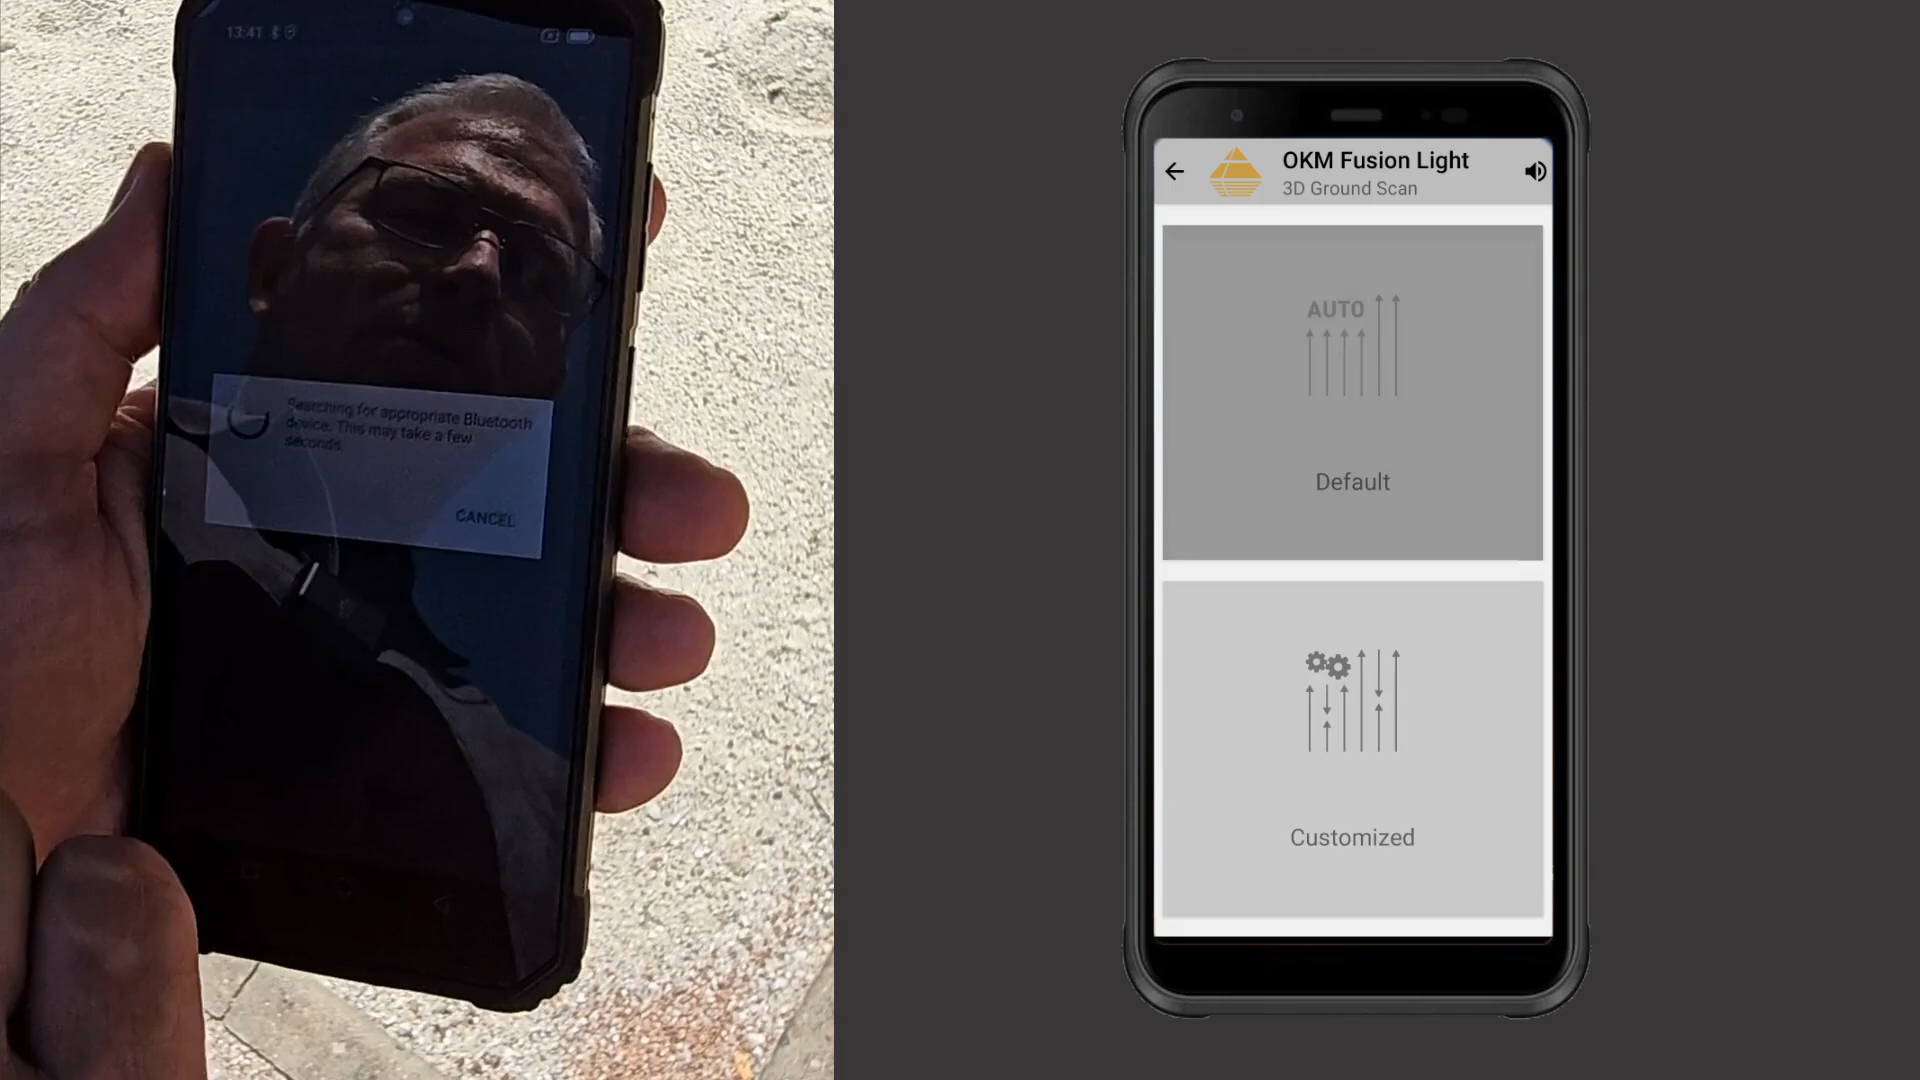 13:41
Searching for appropriate Bluetooth
device. This may take a few
seconds.
CANCEL
OKM Fusion Light
3D Ground Scan
AUTO
Default
Customized